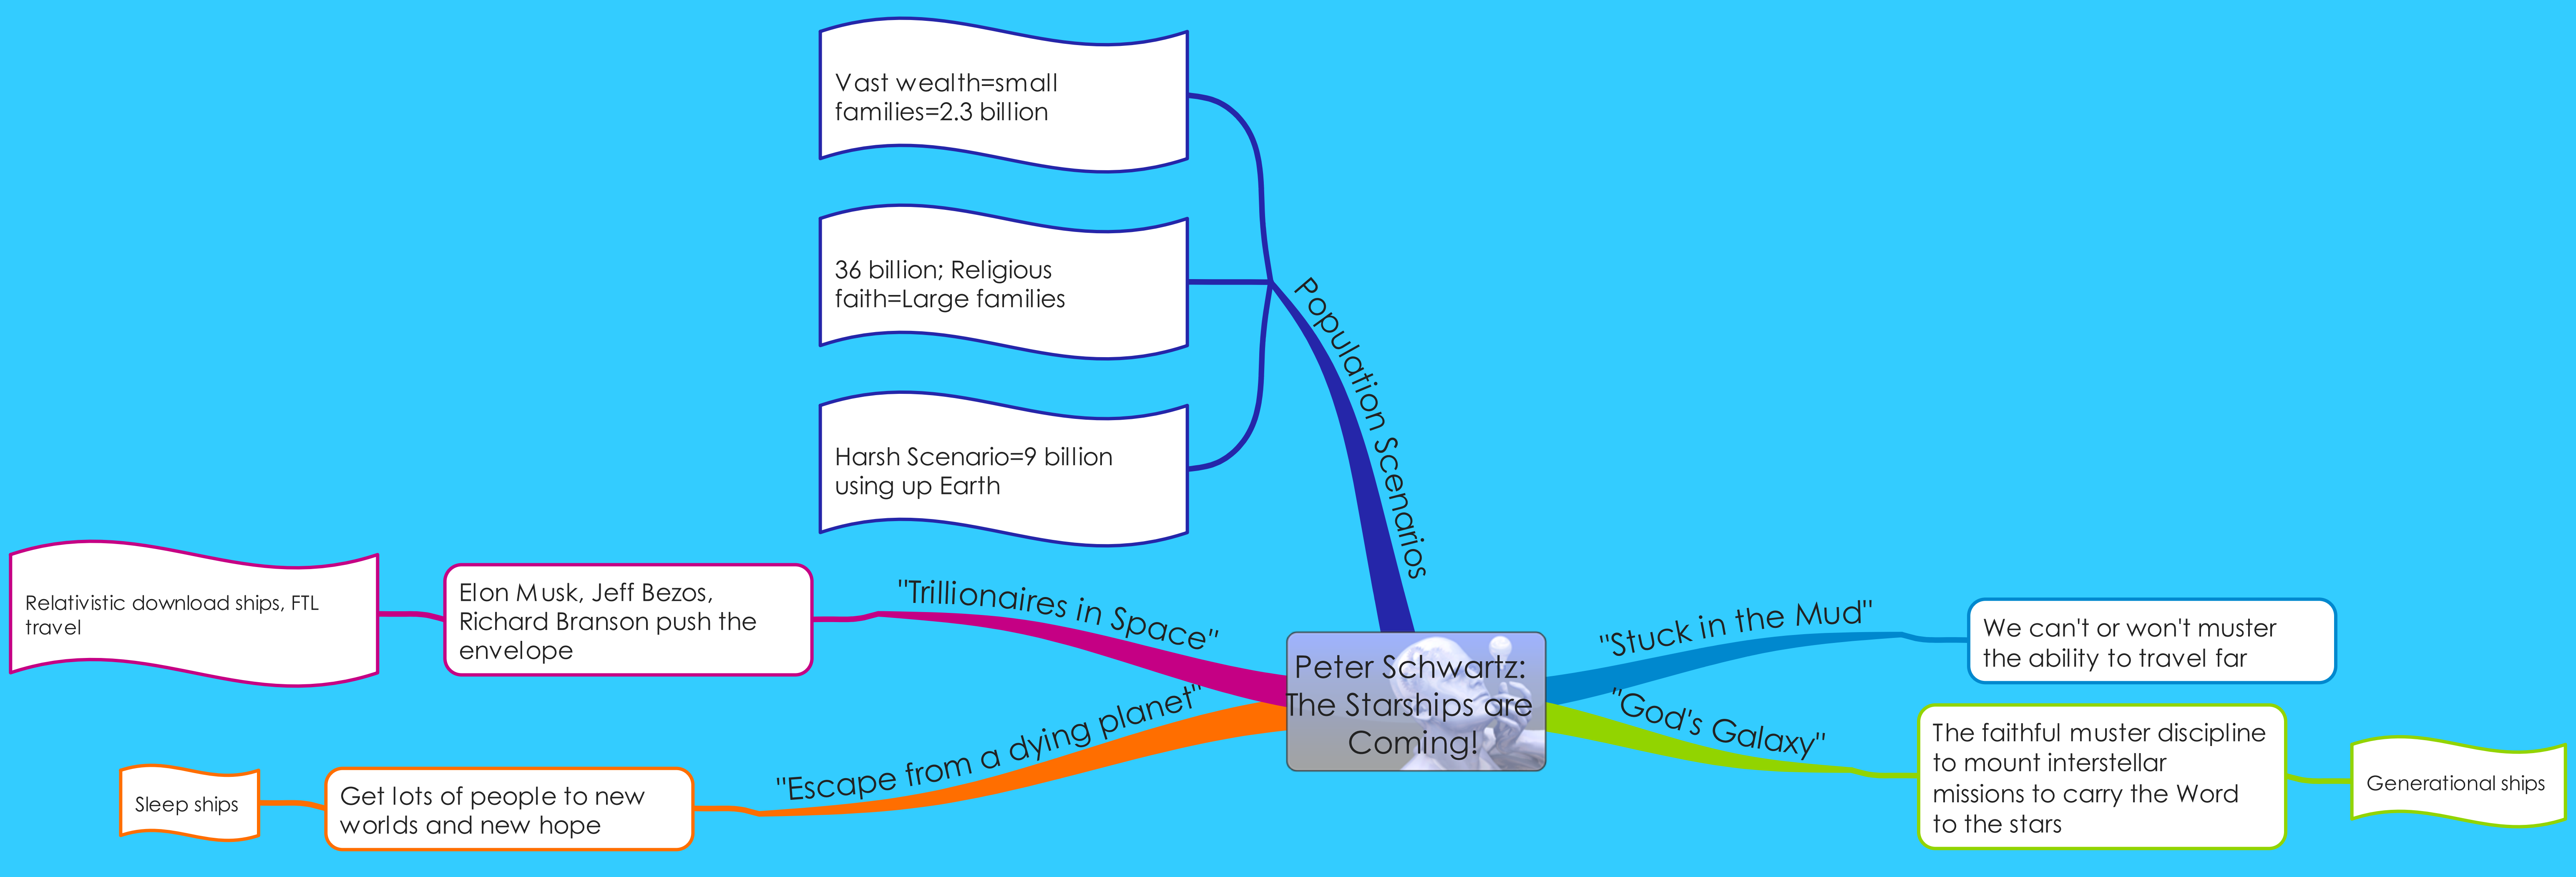 Vast wealth=small
families=2.3 billion
36 billion; Religious
faith=Large families
Harsh Scenario=9 billion
using up Earth
Population Scenarios
Relativistic download ships, FTL
travel
Elon Musk, Jeff Bezos,
Richard Branson push the
envelope
"Trillionaires in Space"
Sleep ships
Get lots of people to new
worlds and new hope
"Escape from a dying planet"
Peter Schwartz:
The Starships are
Coming!
"Stuck in the Mud"
We can't or won't muster
the ability to travel far
"God's Galaxy"
The faithful muster discipline
to mount interstellar
missions to carry the Word
to the stars
Generational ships